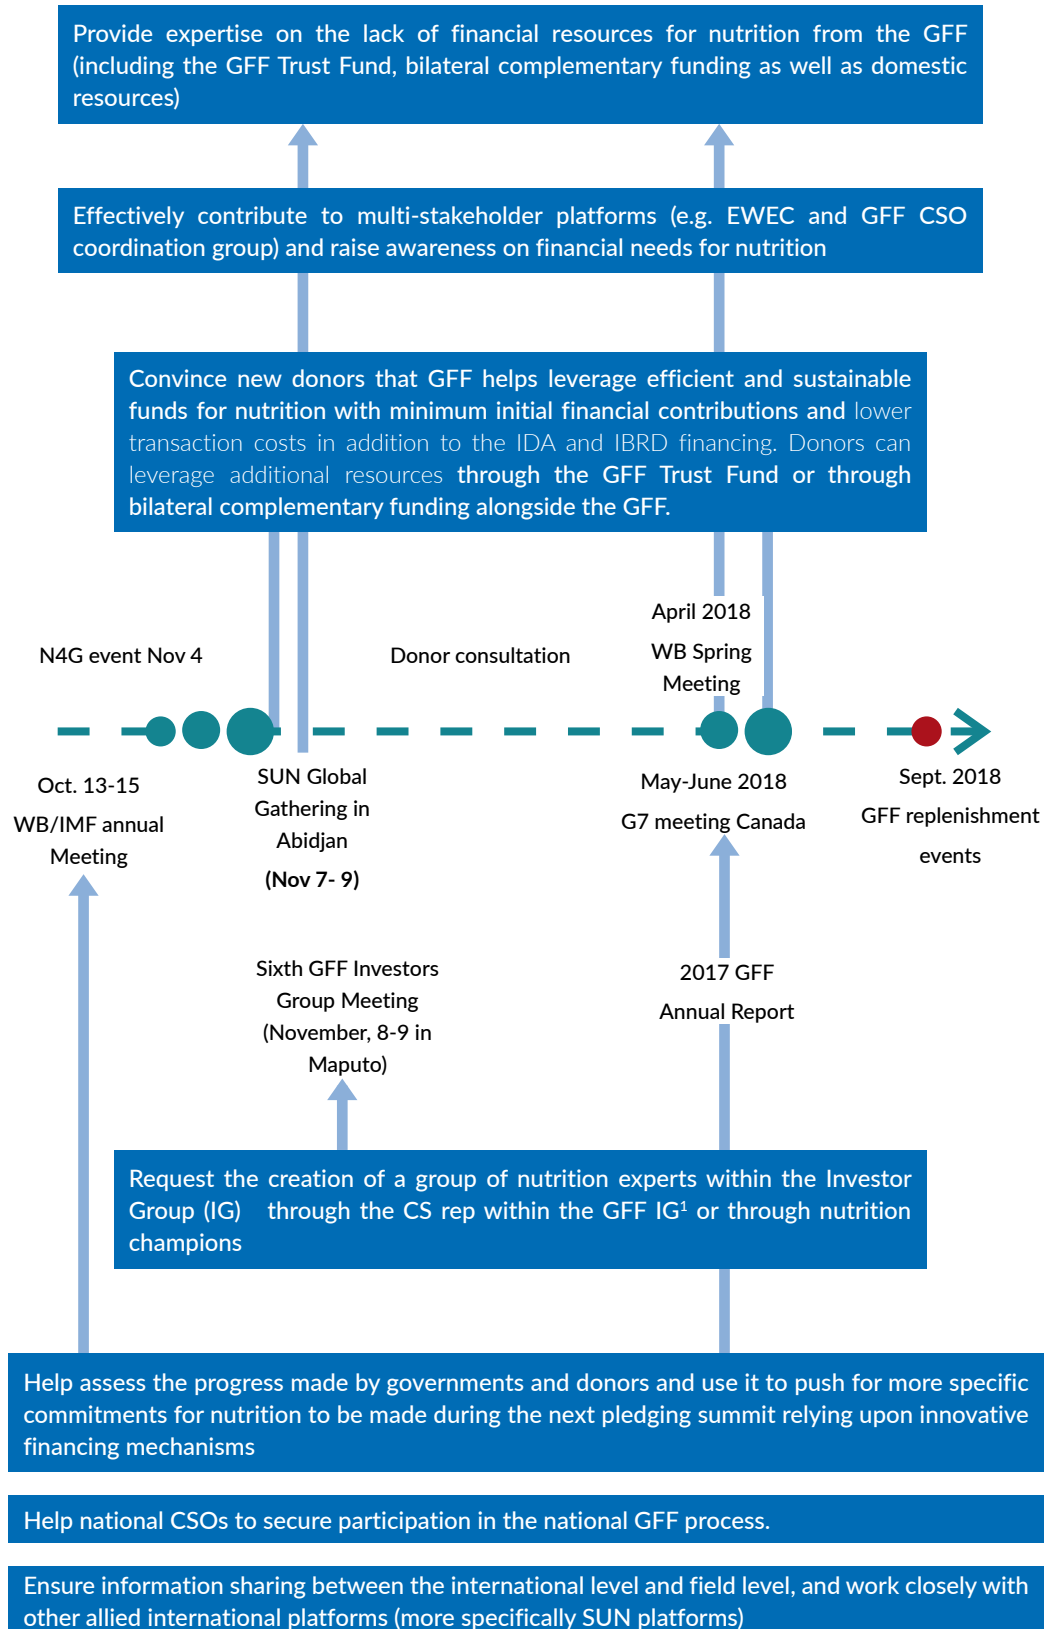 Provide expertise on the lack of financial resources for nutrition from the GFF
(including the GFF Trust Fund, bilateral complementary funding as well as domestic
resources)
Effectively contribute to multi-stakeholder platforms (e.g. EWEC and GFF CSO
coordination group) and raise awareness on financial needs for nutrition
Convince new donors that GFF helps leverage efficient and sustainable
funds for nutrition with minimum initial financial contributions and lower
transaction costs in addition to the IDA and IBRD financing. Donors can
leverage additional resources through the GFF Trust Fund or through
bilateral complementary funding alongside the GFF.
N4G event Nov 4
Donor consultation
April 2018
WB Spring
Meeting
Oct. 13-15
WB/IMF annual
Meeting
SUN Global
Gathering in
Abidjan
(Nov 7- 9)
May-June 2018
G7 meeting Canada
Sept. 2018
GFF replenishment
events
Sixth GFF Investors
Group Meeting
(November, 8-9 in
Maputo)
2017 GFF
Annual Report
Request the creation of a group of nutrition experts within the Investor
Group (IG) through the CS rep within the GFF IG¹ or through nutrition
champions
Help assess the progress made by governments and donors and use it to push for more specific
commitments for nutrition to be made during the next pledging summit relying upon innovative
financing mechanisms
Help national CSOs to secure participation in the national GFF process.
Ensure information sharing between the international level and field level, and work closely with
other allied international platforms (more specifically SUN platforms)